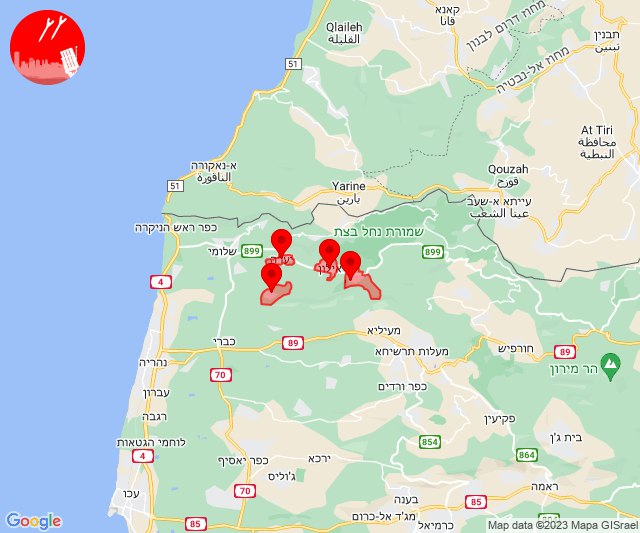 Qlaileh
القليلة
קאנא
قانا
מחוז דרום לבנון
מחוז אל-נבטיה
תבנין
تبنين
51
At Tiri
محافظة
النبطية
א-נאקורה
الناقورة
51
Yarine
يارين
Qouzah
قوزح
עייתא א-שעב
عيتا الشعب
כפר ראש הניקרה
שמורת נחל בצת
שלומי
899
899
4
כברי
89
מעיליא
מעלות תרשיחא
חורפיש
89
הר מירון
נהריה
70
עברון
כפר ורדים
רגבה
פקיעין
לוחמי הגטאות
854
בית ג'ן
4
כפר יאסיף
ירכא
864
ג'וליס
עכו
70
ראמה
בענה
85
85
מג'ד אל-כרום
כרמיאל
Google
Map data ©2023 Mapa GISrael